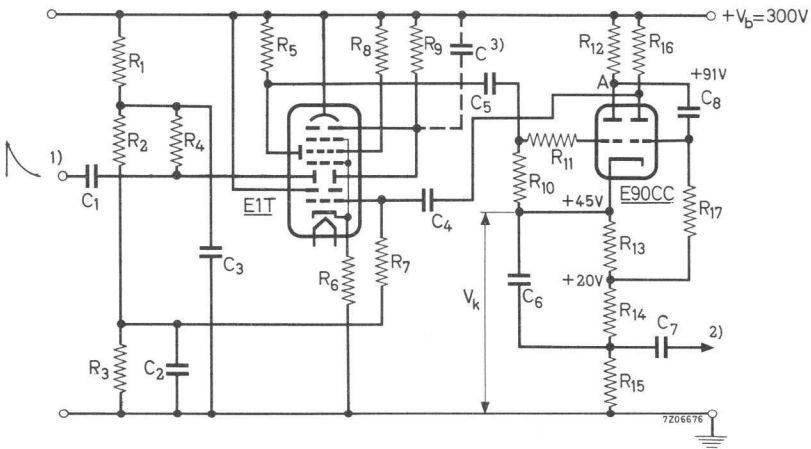 +Vb=300V
R1
R5
R8
R9
C 3)
R12
R16
A
+91V
C5
C8
R2
R4
1)
C1
R11
R10
E90CC
E1T
C4
+45V
R17
C3
R6
R7
R13
Vk
C6
+20V
R14
C7
2)
R3
C2
R15
7Z06676